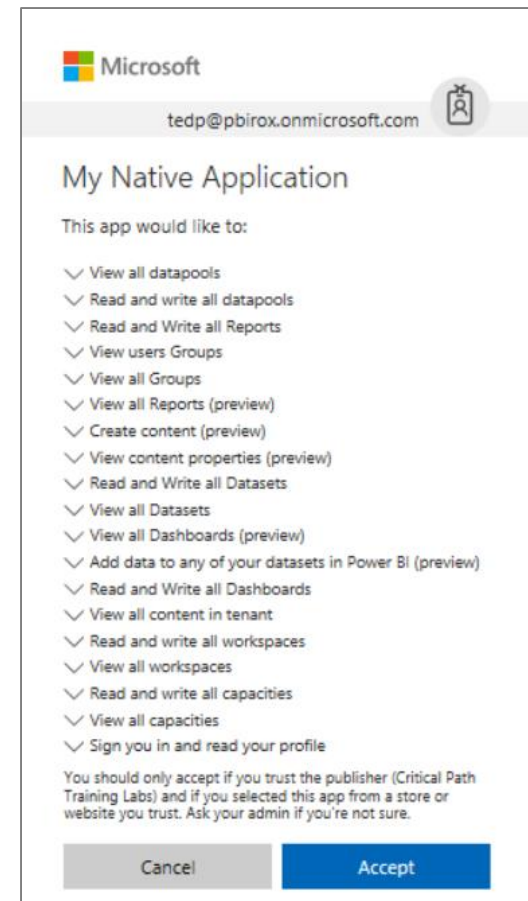 Microsoft
tedp@pbirox.onmicrosoft.com
My Native Application
This app would like to:
View all datapools
Read and write all datapools
Read and Write all Reports
View users Groups
View all Groups
View all Reports (preview)
Create content (preview)
View content properties (preview)
Read and Write all Datasets
View all Datasets
View all Dashboards (preview)
Add data to any of your datasets in Power BI (preview)
Read and Write all Dashboards
View all content in tenant
Read and write all workspaces
View all workspaces
Read and write all capacities
View all capacities
Sign you in and read your profile
You should only accept if you trust the publisher (Critical Path
Training Labs) and if you selected this app from a store or
website you trust. Ask your admin if you're not sure.
Cancel
Accept